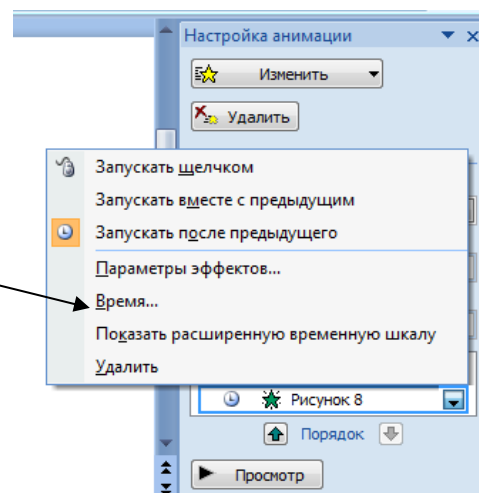 Настройка анимации
Изменить
Удалить
Запускать щелчком
Запускать вместе с предыдущим
Запускать после предыдущего
Параметры эффектов...
Время...
Показать расширенную временную шкалу
Удалить
Рисунок 8
Порядок
Просмотр